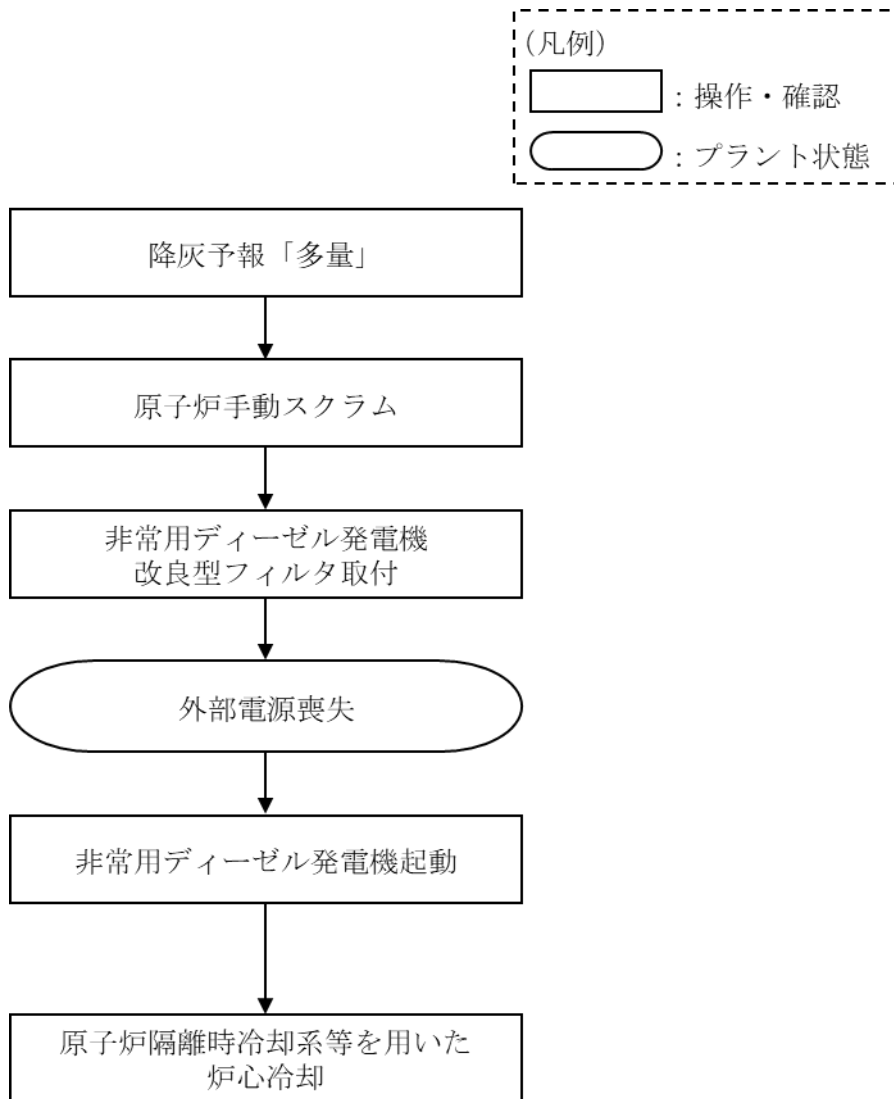 (凡例)
：操作・確認
：プラント状態
降灰予報「多量」
原子炉手動スクラム
非常用ディーゼル発電機
改良型フィルタ取付
外部電源喪失
非常用ディーゼル発電機起動
原子炉隔離時冷却系等を用いた
炉心冷却